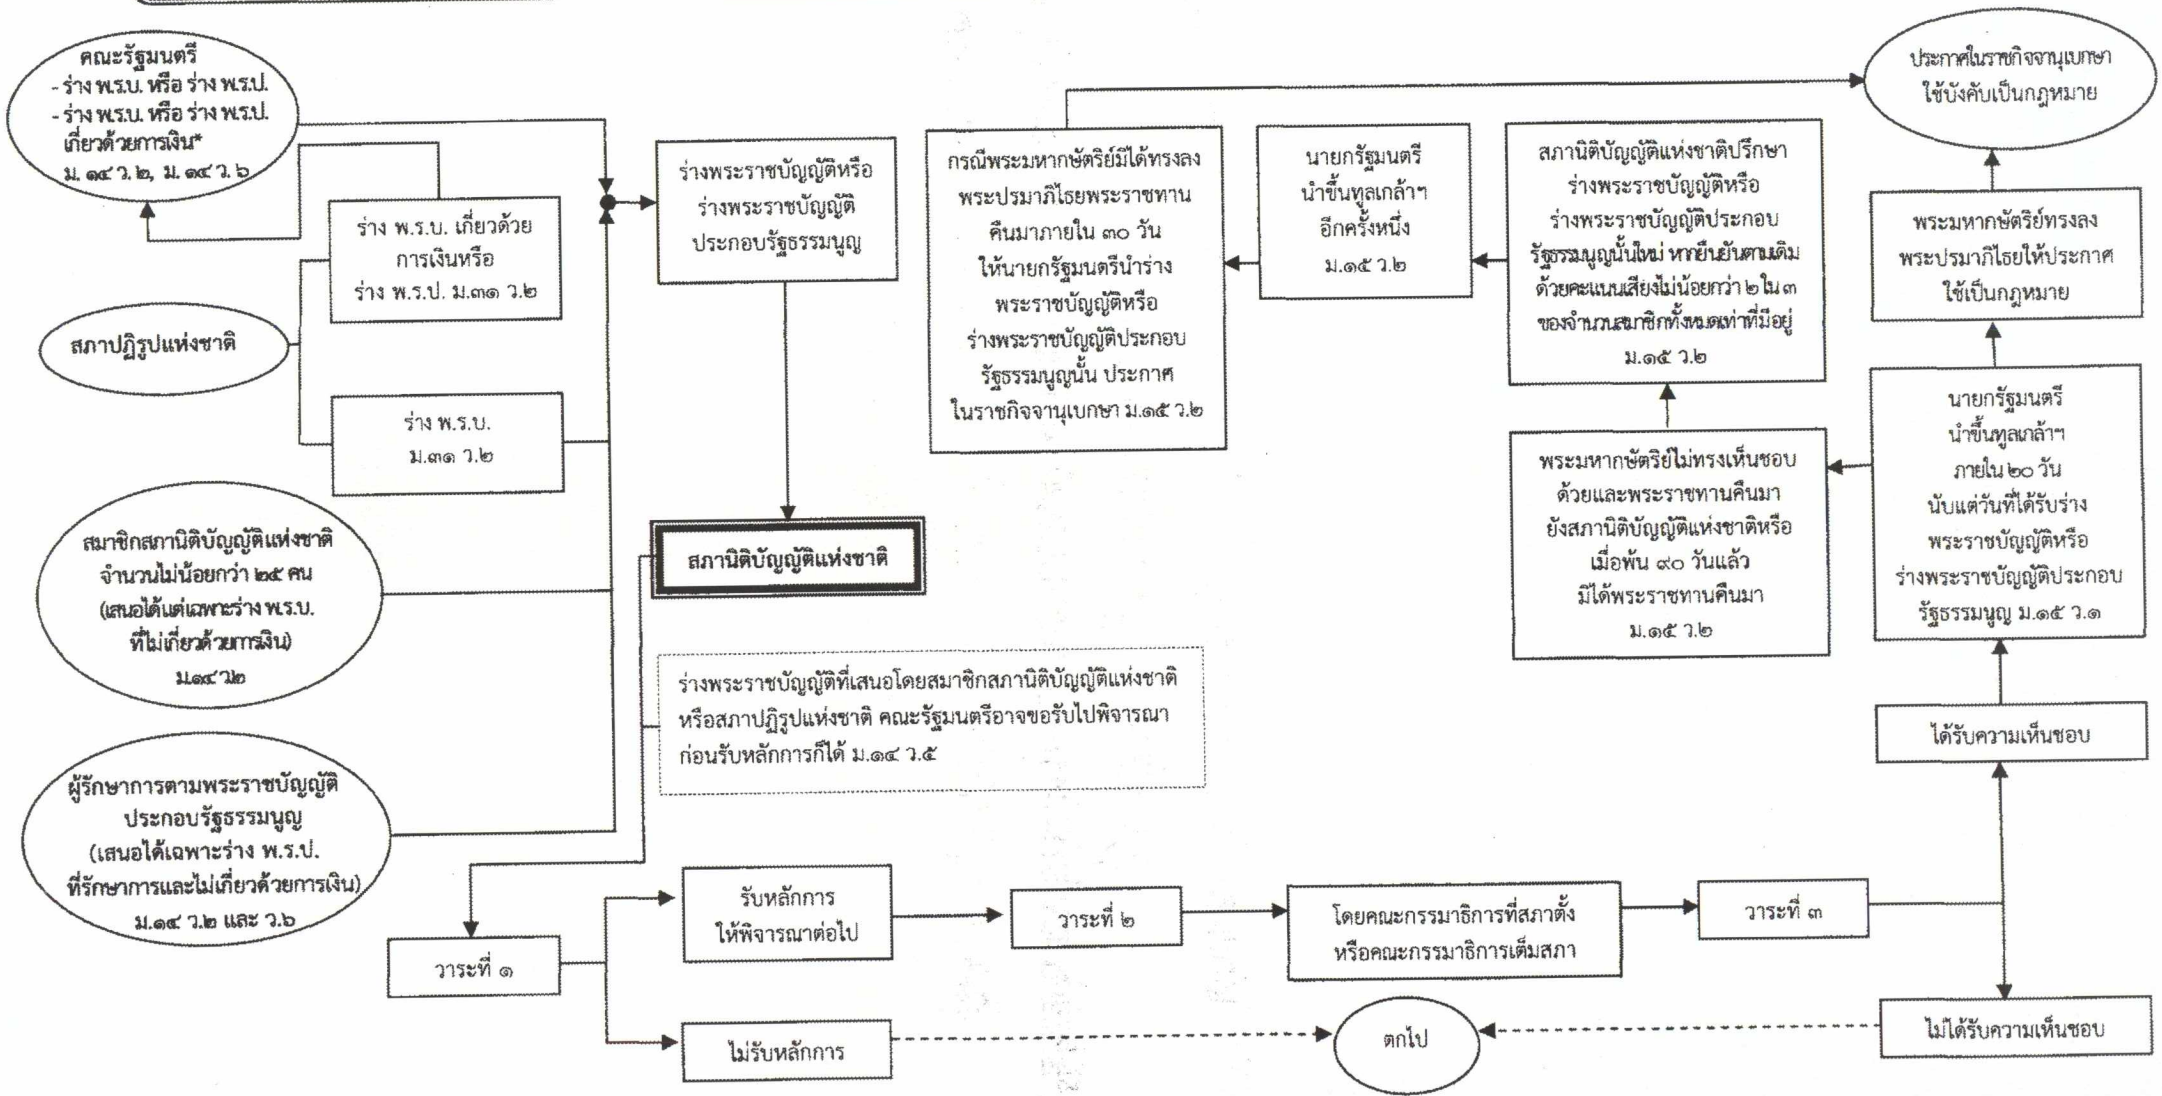 คณะรัฐมนตรี
- ร่าง พ.ร.บ. หรือ ร่าง พ.ร.ป.
- ร่าง พ.ร.บ. หรือ ร่าง พ.ร.ป.
เกี่ยวด้วยการเงิน*
ม. ๑๔ ว. ๒, ม. ๑๔ ว. ๖
ร่าง พ.ร.บ. เกี่ยวด้วย
การเงินหรือ
ร่าง พ.ร.ป. ม.๓๑ ว.๒
สภาปฏิรูปแห่งชาติ
ร่าง พ.ร.บ.
ม.๓๑ ว.๒
สมาชิกสภานิติบัญญัติแห่งชาติ
จำนวนไม่น้อยกว่า ๒๕ คน
(เสนอได้แต่เฉพาะร่าง พ.ร.บ.
ที่ไม่เกี่ยวด้วยการเงิน)
ม.๑๔ ว.๒
ผู้รักษาการตามพระราชบัญญัติ
ประกอบรัฐธรรมนูญ
(เสนอได้เฉพาะร่าง พ.ร.ป.
ที่รักษาการและไม่เกี่ยวด้วยการเงิน)
ม.๑๔ ว.๒ และ ว.๖
ร่างพระราชบัญญัติหรือ
ร่างพระราชบัญญัติ
ประกอบรัฐธรรมนูญ
สภานิติบัญญัติแห่งชาติ
ร่างพระราชบัญญัติที่เสนอโดยสมาชิกสภานิติบัญญัติแห่งชาติ
หรือสภาปฏิรูปแห่งชาติ คณะรัฐมนตรีอาจขอรับไปพิจารณา
ก่อนรับหลักการก็ได้ ม.๑๔ ว.๕
วาระที่ ๑
รับหลักการ
ให้พิจารณาต่อไป
ไม่รับหลักการ
วาระที่ ๒
โดยคณะกรรมาธิการที่สภาตั้ง
หรือคณะกรรมาธิการเต็มสภา
วาระที่ ๓
ตกไป
ไม่ได้รับความเห็นชอบ
ได้รับความเห็นชอบ
นายกรัฐมนตรี
นำขึ้นทูลเกล้าฯ
ภายใน ๒๐ วัน
นับแต่วันที่ได้รับร่าง
พระราชบัญญัติหรือ
ร่างพระราชบัญญัติประกอบ
รัฐธรรมนูญ ม.๑๕ ว.๑
พระมหากษัตริย์ทรงลง
พระปรมาภิไธยให้ประกาศ
ใช้เป็นกฎหมาย
ประกาศในราชกิจจานุเบกษา
ใช้บังคับเป็นกฎหมาย
พระมหากษัตริย์ไม่ทรงเห็นชอบ
ด้วยและพระราชทานคืนมา
ยังสภานิติบัญญัติแห่งชาติหรือ
เมื่อพ้น ๙๐ วันแล้ว
มิได้พระราชทานคืนมา
ม.๑๕ ว.๒
สภานิติบัญญัติแห่งชาติปรึกษา
ร่างพระราชบัญญัติหรือ
ร่างพระราชบัญญัติประกอบ
รัฐธรรมนูญนั้นใหม่ หากยืนยันตามเดิม
ด้วยคะแนนเสียงไม่น้อยกว่า ๒ ใน ๓
ของจำนวนสมาชิกทั้งหมดเท่าที่มีอยู่
ม.๑๕ ว.๒
นายกรัฐมนตรี
นำขึ้นทูลเกล้าฯ
อีกครั้งหนึ่ง
ม.๑๕ ว.๒
กรณีพระมหากษัตริย์มิได้ทรงลง
พระปรมาภิไธยพระราชทาน
คืนมาภายใน ๓๐ วัน
ให้นายกรัฐมนตรีนำร่าง
พระราชบัญญัติหรือ
ร่างพระราชบัญญัติประกอบ
รัฐธรรมนูญนั้น ประกาศ
ในราชกิจจานุเบกษา ม.๑๕ ว.๒